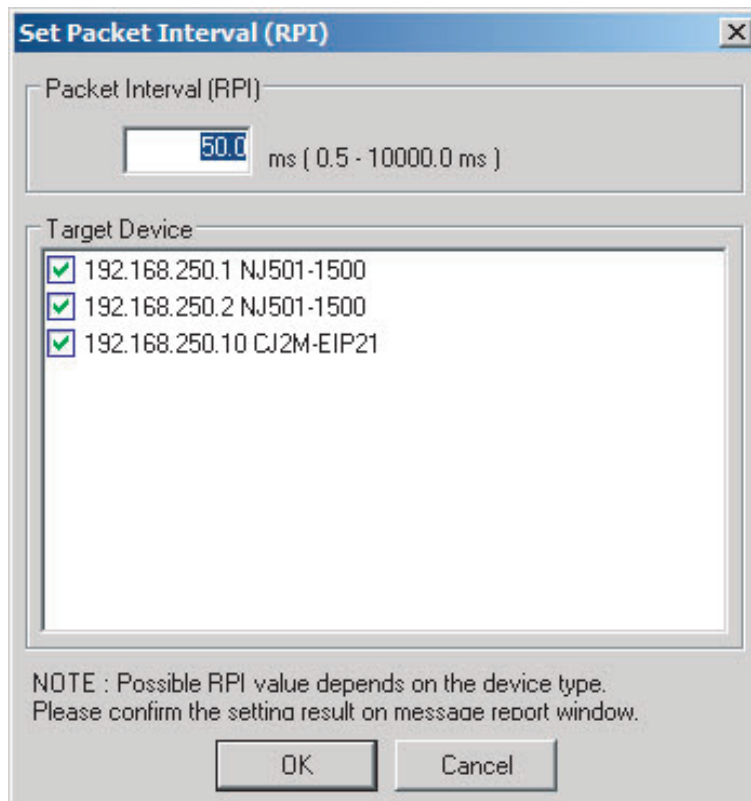 Set Packet Interval (RPI)
Packet Interval (RPI)
50.0 ms ( 0.5 - 10000.0 ms )
Target Device
192.168.250.1 NJ501-1500
192.168.250.2 NJ501-1500
192.168.250.10 CJ2M-EIP21
NOTE : Possible RPI value depends on the device type.
Please confirm the setting result on message report window.
OK Cancel